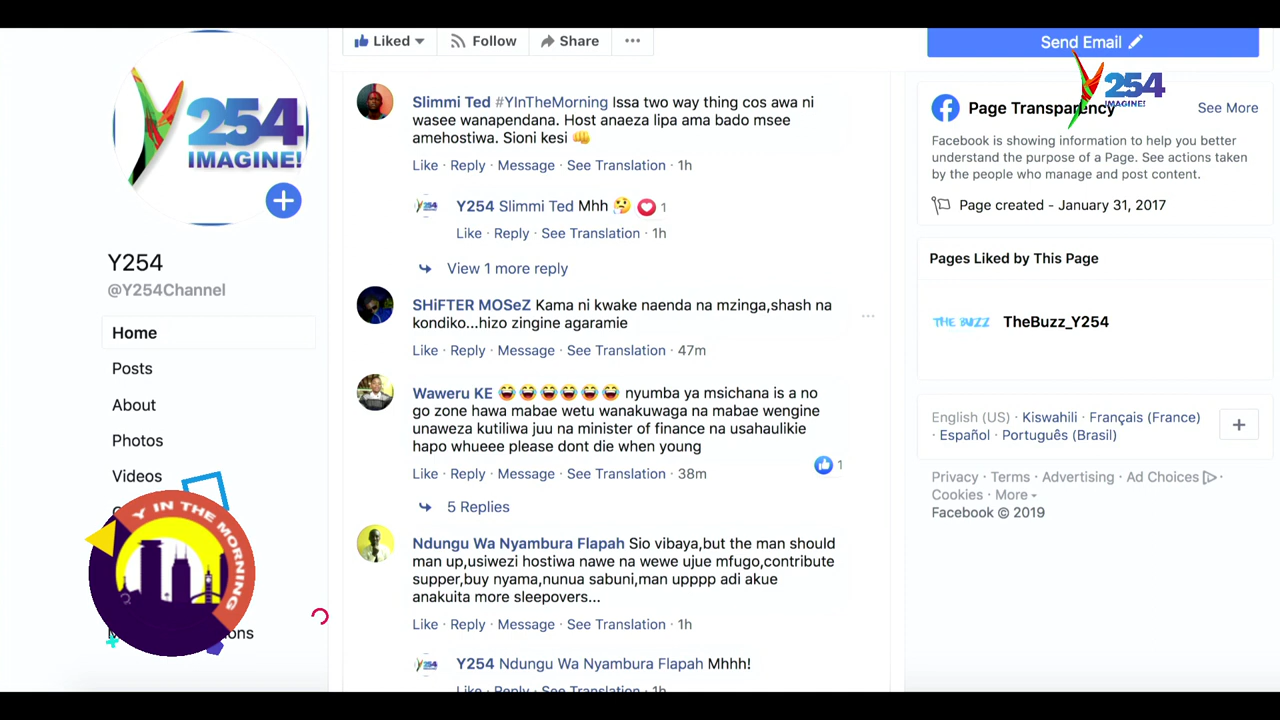 254
IMAGINE!
Y254
@Y254Channel
Home
Posts
About
Photos
Videos
Y IN THE MORNING
ons
Liked
Follow
Share
Slimmi Ted #YInTheMorning Issa two way thing cos awa ni
wasee wanapendana. Host anaeza lipa ama bado msee
amehostiwa. Sioni kesi 👊
Like · Reply · Message · See Translation · 1h
Y254 Slimmi Ted Mhh 🤔 1
Like · Reply · See Translation · 1h
View 1 more reply
SHiFTER MOSeZ Kama ni kwake naenda na mzinga,shash na
kondiko...hizo zingine agaramie
Like · Reply · Message · See Translation · 47m
Waweru KE 😂😂😂😂😂😂 nyumba ya msichana is a no
go zone hawa mabae wetu wanakuwaga na mabae wengine
unaweza kutiliwa juu na minister of finance na usahaulikie
hapo whueee please dont die when young
1
Like · Reply · Message · See Translation · 38m
5 Replies
Ndungu Wa Nyambura Flapah Sio vibaya,but the man should
man up,usiwezi hostiwa nawe na wewe ujue mfugo,contribute
supper,buy nyama,nunua sabuni,man upppp adi akue
anakuita more sleepovers...
Like · Reply · Message · See Translation · 1h
Y254 Ndungu Wa Nyambura Flapah Mhhh!
Like · Reply · See Translation · 1h
Send Email
254
IMAGINE!
Page Transparency See More
Facebook is showing information to help you better
understand the purpose of a Page. See actions taken
by the people who manage and post content.
Page created - January 31, 2017
Pages Liked by This Page
THE BUZZ TheBuzz_Y254
English (US) · Kiswahili · Français (France)
· Español · Português (Brasil)
Privacy · Terms · Advertising · Ad Choices ·
Cookies · More
Facebook © 2019